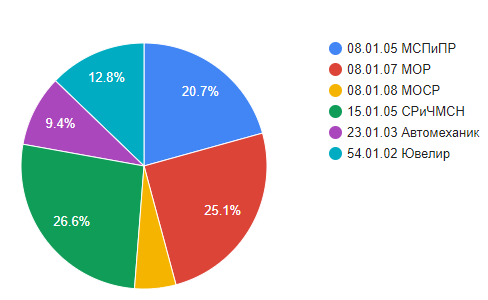 20.7%
25.1%
26.6%
9.4%
12.8%
08.01.05 МСПиПР
08.01.07 МОР
08.01.08 МОСР
15.01.05 СРиЧМСН
23.01.03 Автомеханик
54.01.02 Ювелир